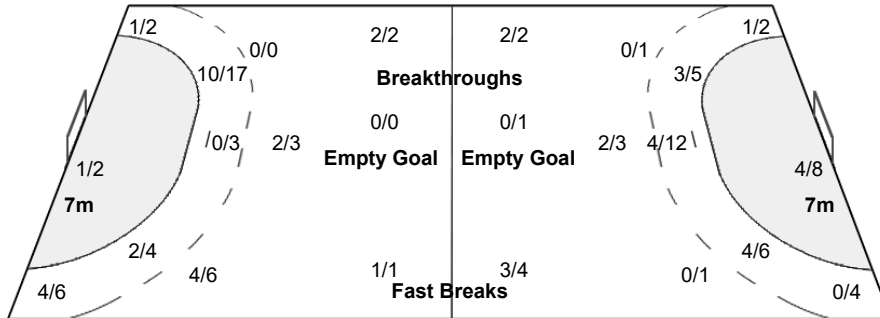 1/2 2/2 2/2 1/2
0/0 0/1
10/17 Breakthroughs 3/5
0/0 0/1
0/3 2/3 2/3 4/12
Empty Goal Empty Goal
1/2 4/8
7m 7m
2/4 4/6
4/6 1/1 3/4 0/1
4/6 Fast Breaks 0/4